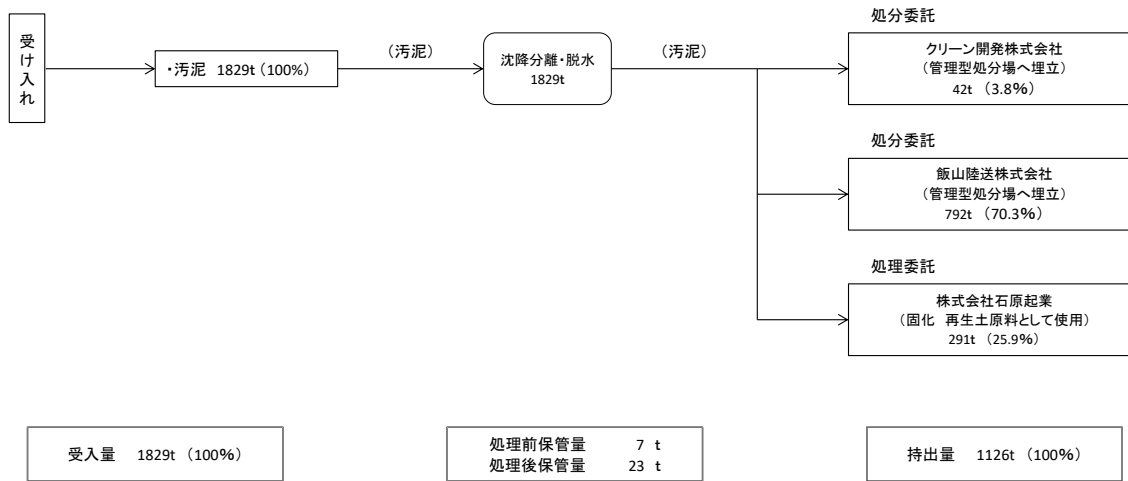 受け入れ
・汚泥 1829t (100%)
(汚泥)
沈降分離・脱水
1829t
(汚泥)
処分委託
クリーン開発株式会社
(管理型処分場へ埋立)
42t (3.8%)
処分委託
飯山陸送株式会社
(管理型処分場へ埋立)
792t (70.3%)
処理委託
株式会社石原起業
(固化 再生土原料として使用)
291t (25.9%)
受入量 1829t (100%)
処理前保管量 7 t
処理後保管量 23 t
持出量 1126t (100%)